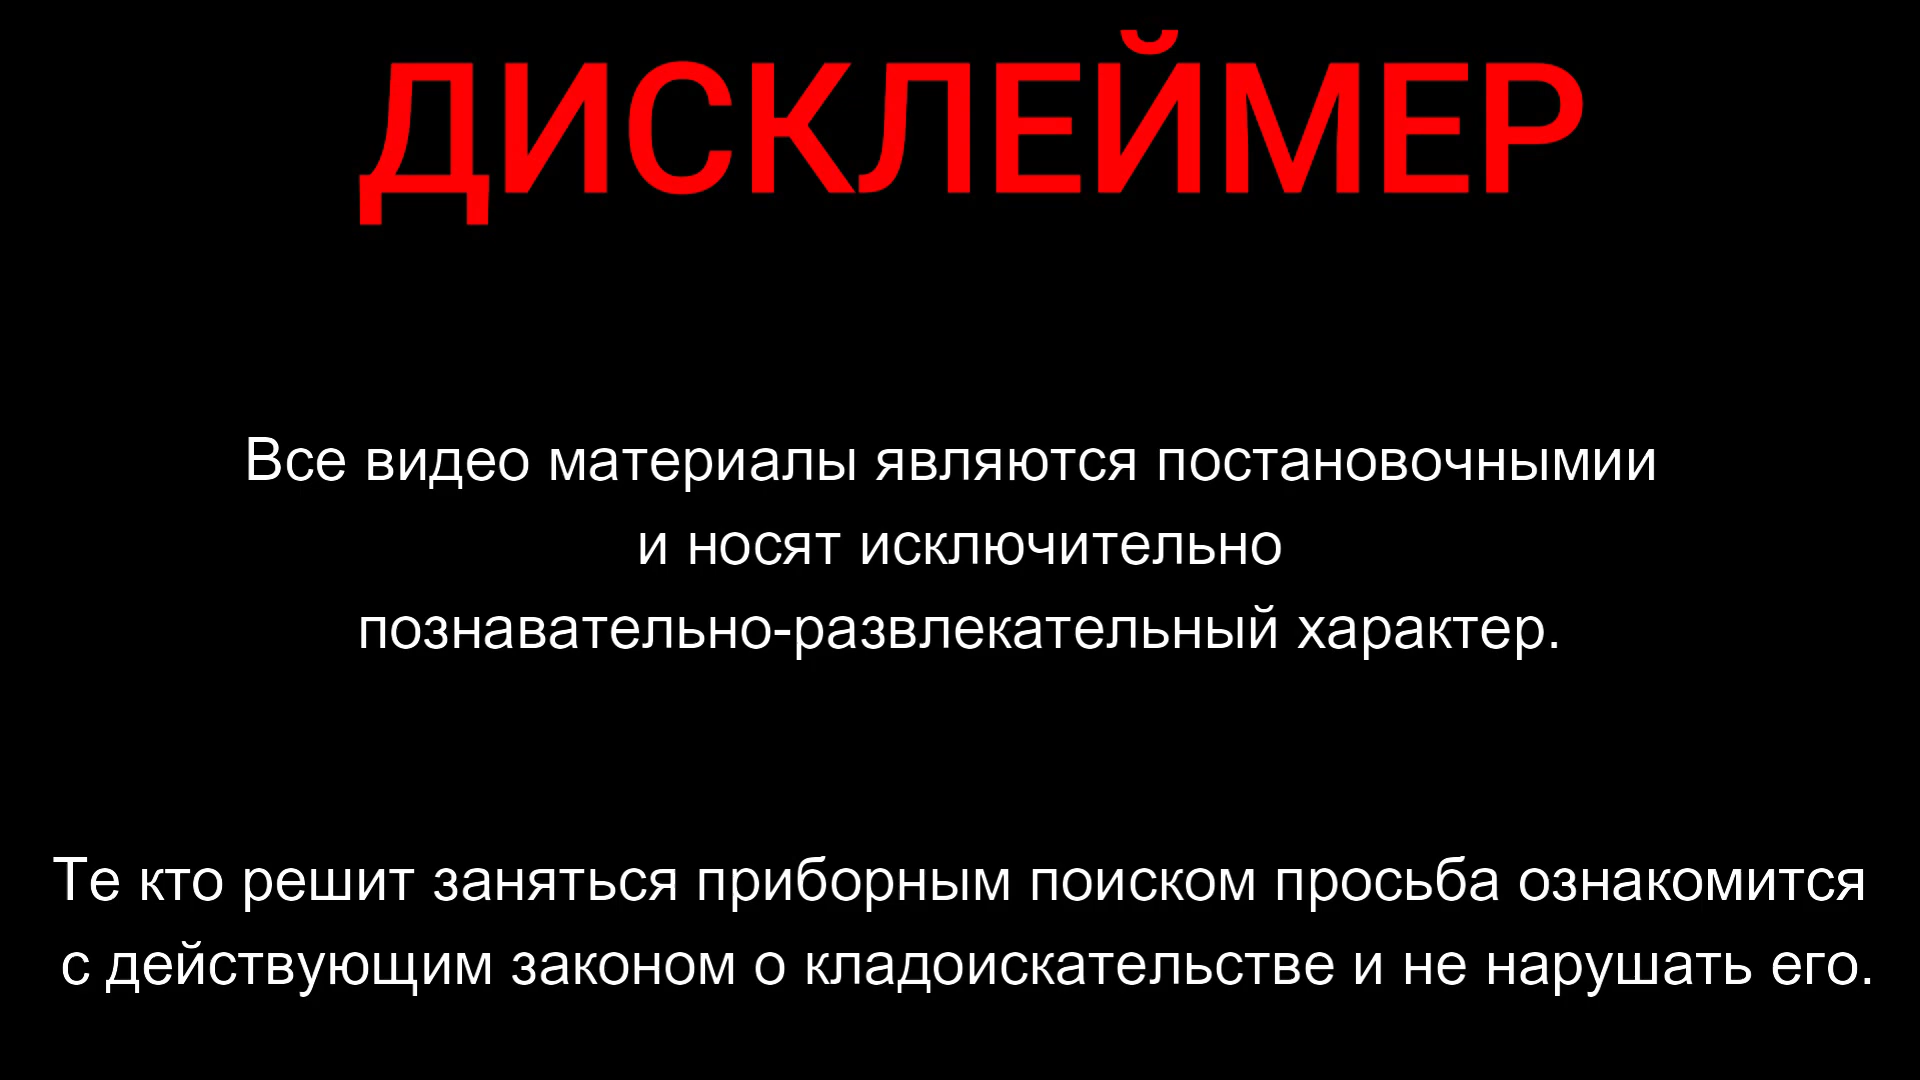 ДИСКЛЕЙМЕР
Все видео материалы являются постановочнымии
и носят исключительно
познавательно-развлекательный характер.
Те кто решит заняться приборным поиском просьба ознакомится
с действующим законом о кладоискательстве и не нарушать его.